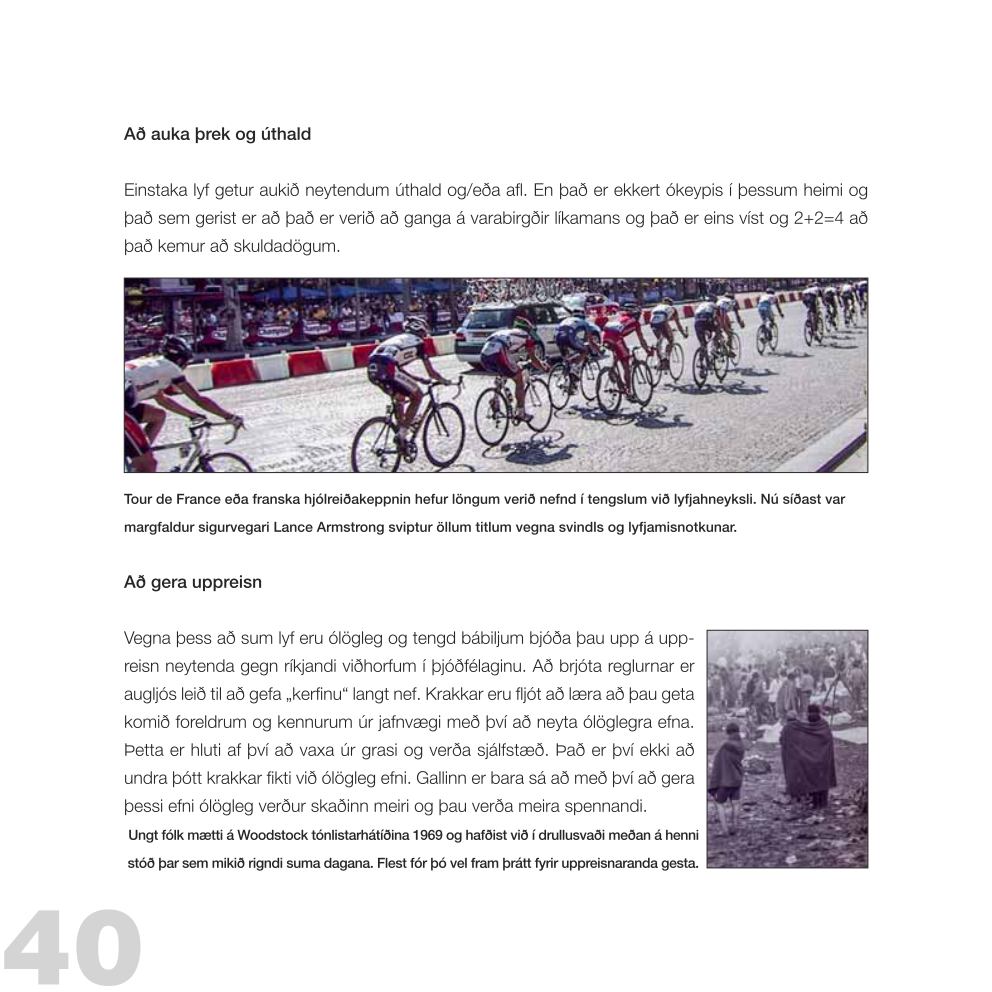 Að auka þrek og úthald
Einstaka lyf getur aukið neytendum úthald og/eða afl. En það er ekkert ókeypis í þessum heimi og
það sem gerist er að það er verið að ganga á varabirgðir líkamans og það er eins víst og 2+2=4 að
það kemur að skuldadögum.
Tour de France eða franska hjólreiðakeppnin hefur löngum verið nefnd í tengslum við lyfjahneyksli. Nú síðast var
margfaldur sigurvegari Lance Armstrong sviptur öllum titlum vegna svindls og lyfjamisnotkunar.
Að gera uppreisn
Vegna þess að sum lyf eru ólögleg og tengd bábiljum bjóða þau upp á upp-
reisn neytenda gegn ríkjandi viðhorfum í þjóðfélaginu. Að brjóta reglurnar er
augljós leið til að gefa „kerfinu“ langt nef. Krakkar eru fljót að læra að þau geta
komið foreldrum og kennurum úr jafnvægi með því að neyta ólöglegra efna.
Þetta er hluti af því að vaxa úr grasi og verða sjálfstæð. Það er því ekki að
undra þótt krakkar fikti við ólögleg efni. Gallinn er bara sá að með því að gera
þessi efni ólögleg verður skaðinn meiri og þau verða meira spennandi.
Ungt fólk mætti á Woodstock tónlistarhátíðina 1969 og hafðist við í drullusvaði meðan á henni
stóð þar sem mikið rigndi suma dagana. Flest fór þó vel fram þrátt fyrir uppreisnaranda gesta.
40